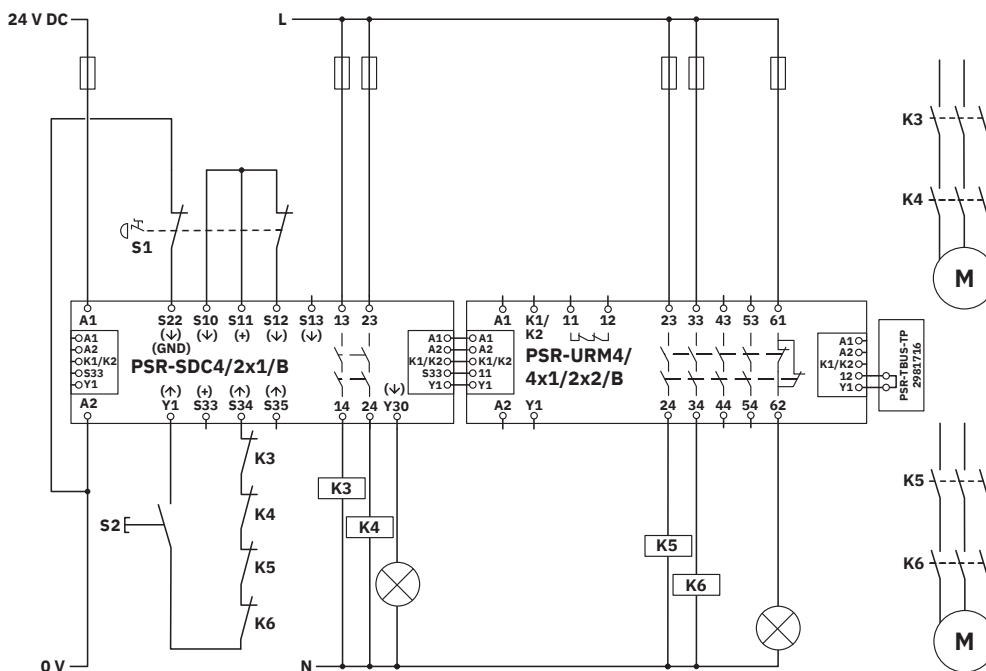 24 V DC
L
K3
K4
S1
M
A1 S22 S10 S11 S12 S13 13 23
(↓) (↓) (+) (↓) (↓)
(GND)
A1
A2
K1/K2
S33
Y1
PSR-SDC4/2x1/B
A1
A2
K1/K2
S33
Y1
(↑) (+) (↑) (↑) (↓)
A2 Y1 S33 S34 S35 14 24 Y30
A1 K1/K2 11 12 23 33 43 53 61
A1
A2
K1/K2
11
Y1
PSR-URM4/
4x1/2x2/B
A1
A2
K1/K2
12
Y1
PSR-TBUS-TP
2981716
A2 Y1 24 34 44 54 62
K3
K4
K5
K6
S2
K3
K4
K5
K6
K5
K6
M
0 V
N